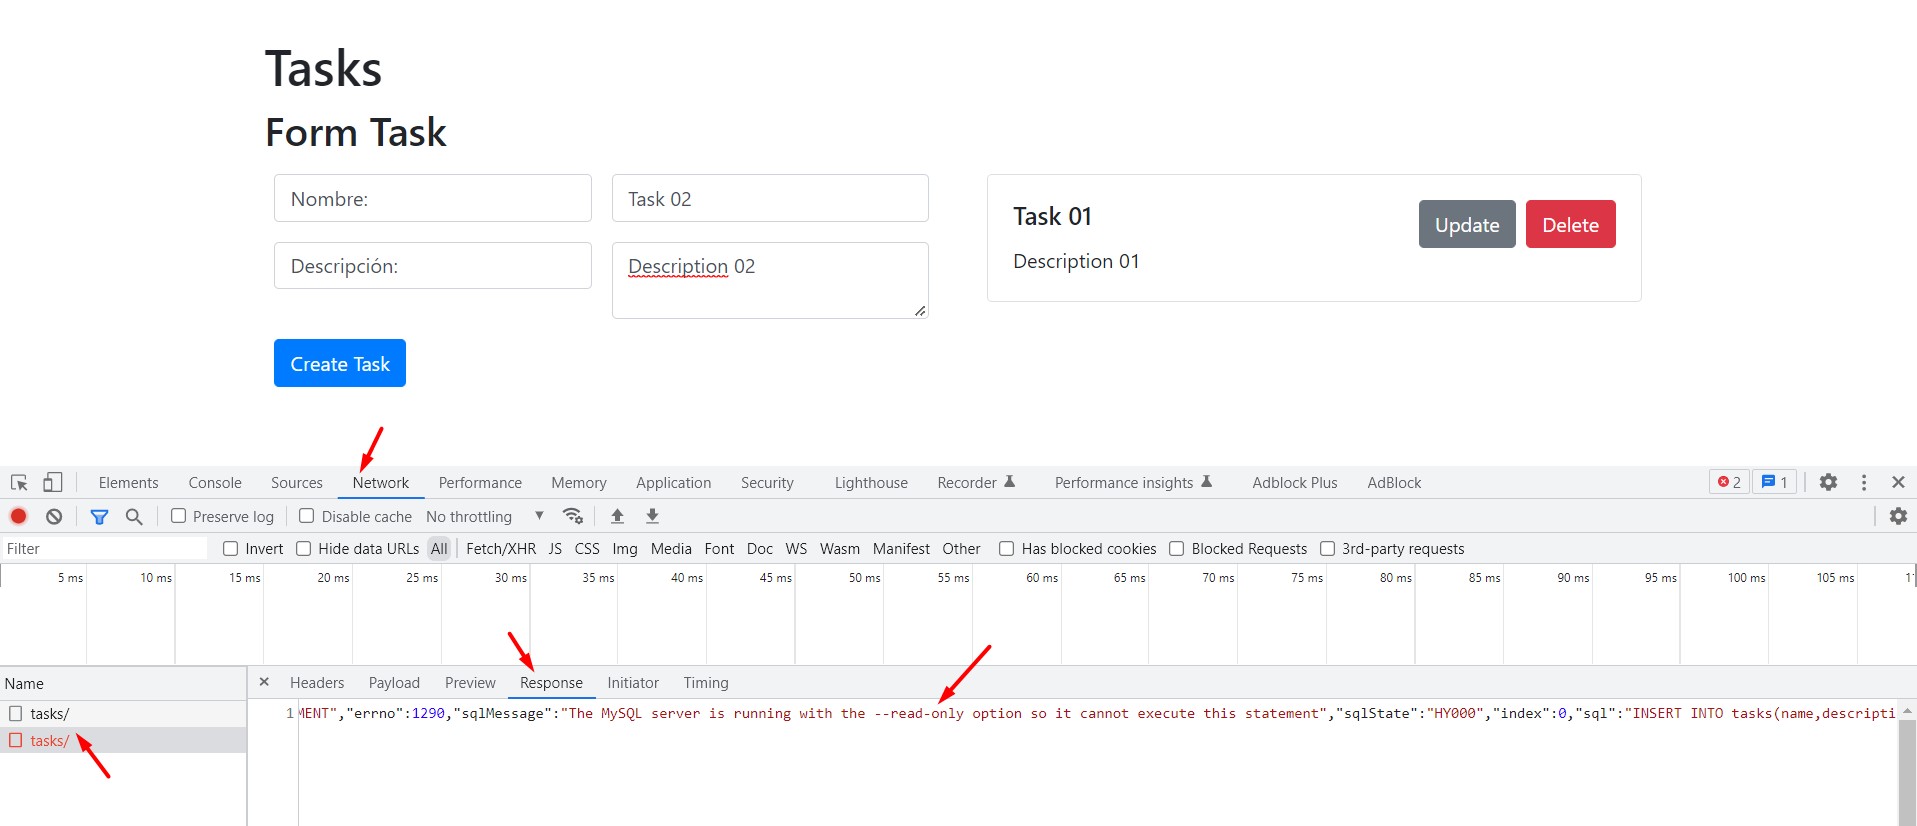 Tasks
Form Task
Nombre:
Task 02
Descripción:
Description 02
Create Task
Task 01
Description 01
Update
Delete
Elements Console Sources Network Performance Memory Application Security Lighthouse Recorder Performance insights Adblock Plus AdBlock 2 1
Preserve log Disable cache No throttling
Filter Invert Hide data URLs All Fetch/XHR JS CSS Img Media Font Doc WS Wasm Manifest Other Has blocked cookies Blocked Requests 3rd-party requests
5 ms 10 ms 15 ms 20 ms 25 ms 30 ms 35 ms 40 ms 45 ms 50 ms 55 ms 60 ms 65 ms 70 ms 75 ms 80 ms 85 ms 90 ms 95 ms 100 ms 105 ms
Name
tasks/
tasks/
Headers Payload Preview Response Initiator Timing
1 MENT","errno":1290,"sqlMessage":"The MySQL server is running with the --read-only option so it cannot execute this statement","sqlState":"HY000","index":0,"sql":"INSERT INTO tasks(name,descripti